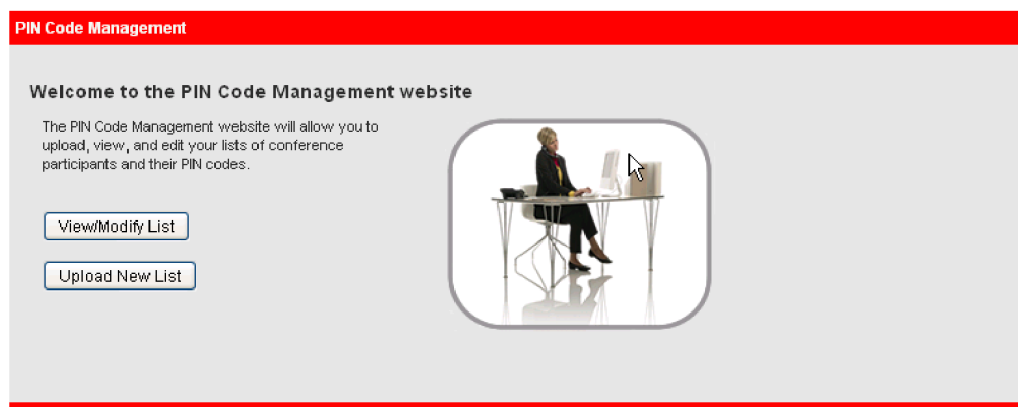 PIN Code Management
Welcome to the PIN Code Management website
The PIN Code Management website will allow you to
upload, view, and edit your lists of conference
participants and their PIN codes.
View/Modify List
Upload New List